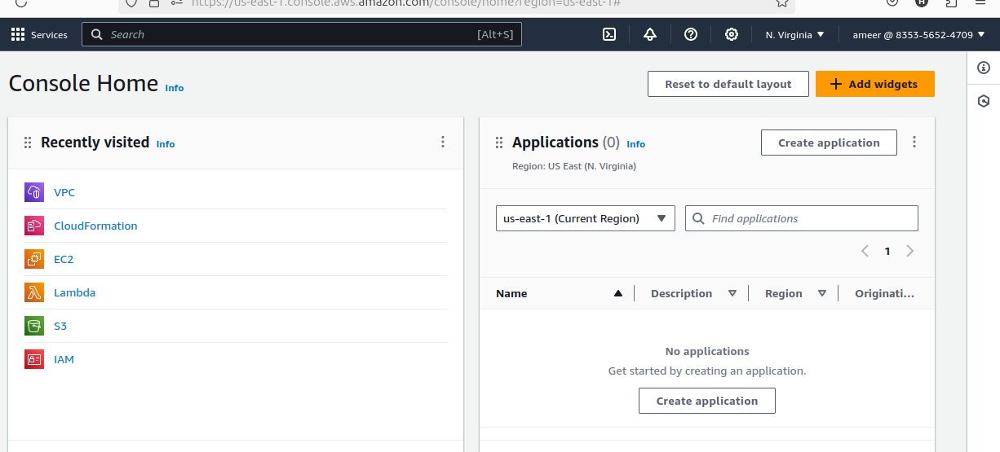 https://us-east-1.console.aws.amazon.com/console/home?region=us-east-1#
Services
Search [Alt+S]
N. Virginia
ameer @ 8353-5652-4709
Console Home Info
Reset to default layout
Add widgets
Recently visited Info
VPC
CloudFormation
EC2
Lambda
S3
IAM
Applications (0) Info
Region: US East (N. Virginia)
Create application
us-east-1 (Current Region)
Find applications
1
Name Description Region Originati...
No applications
Get started by creating an application.
Create application